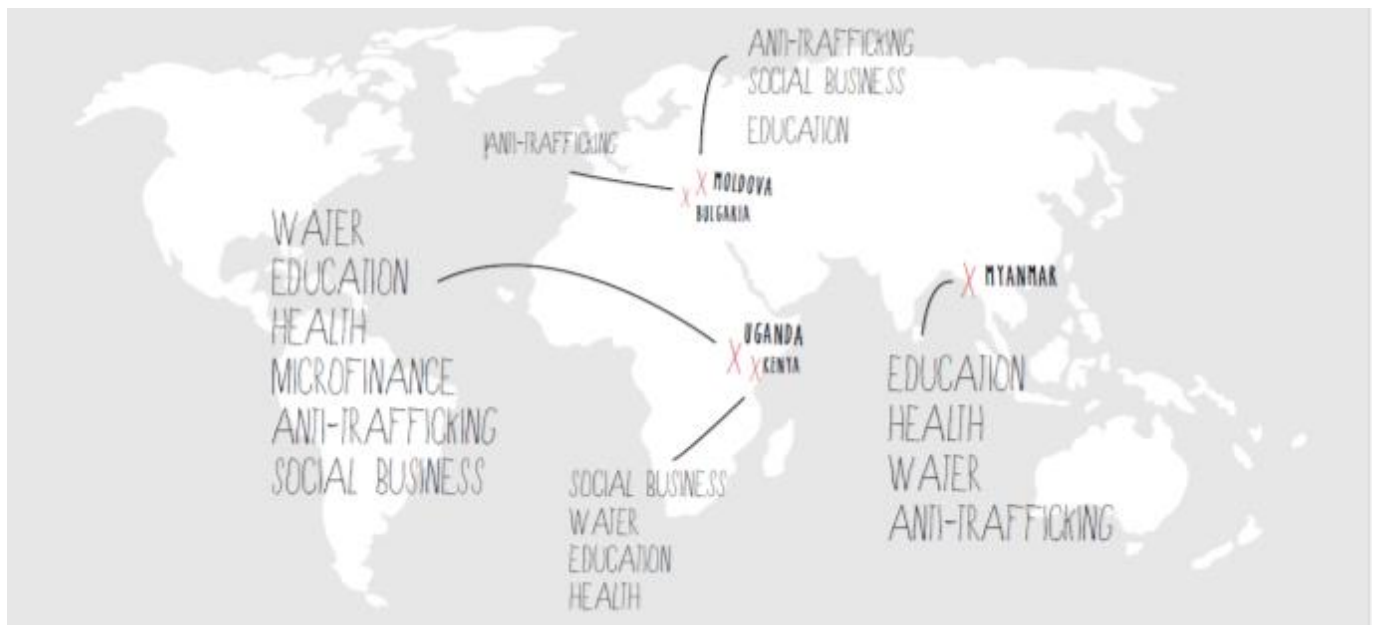 ANTI-TRAFFICKING
SOCIAL BUSINESS
EDUCATION
ANTI-TRAFFICKING
MOLDOVA
BULGARIA
WATER
EDUCATION
HEALTH
MICROFINANCE
ANTI-TRAFFICKING
SOCIAL BUSINESS
MYANMAR
UGANDA
KENYA
EDUCATION
HEALTH
WATER
ANTI-TRAFFICKING
SOCIAL BUSINESS
WATER
EDUCATION
HEALTH